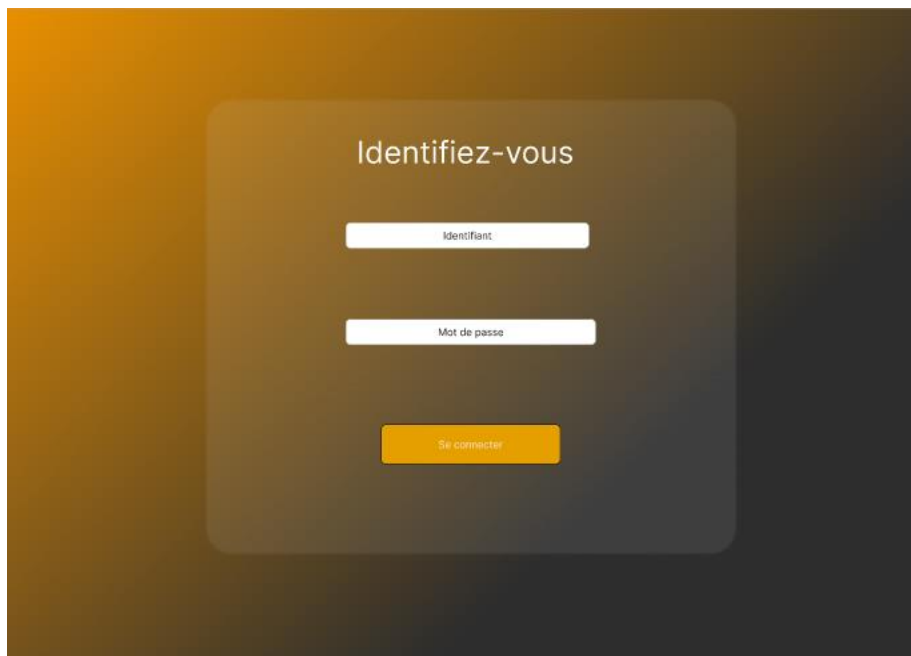 Identifiez-vous
Identifiant
Mot de passe
Se connecter